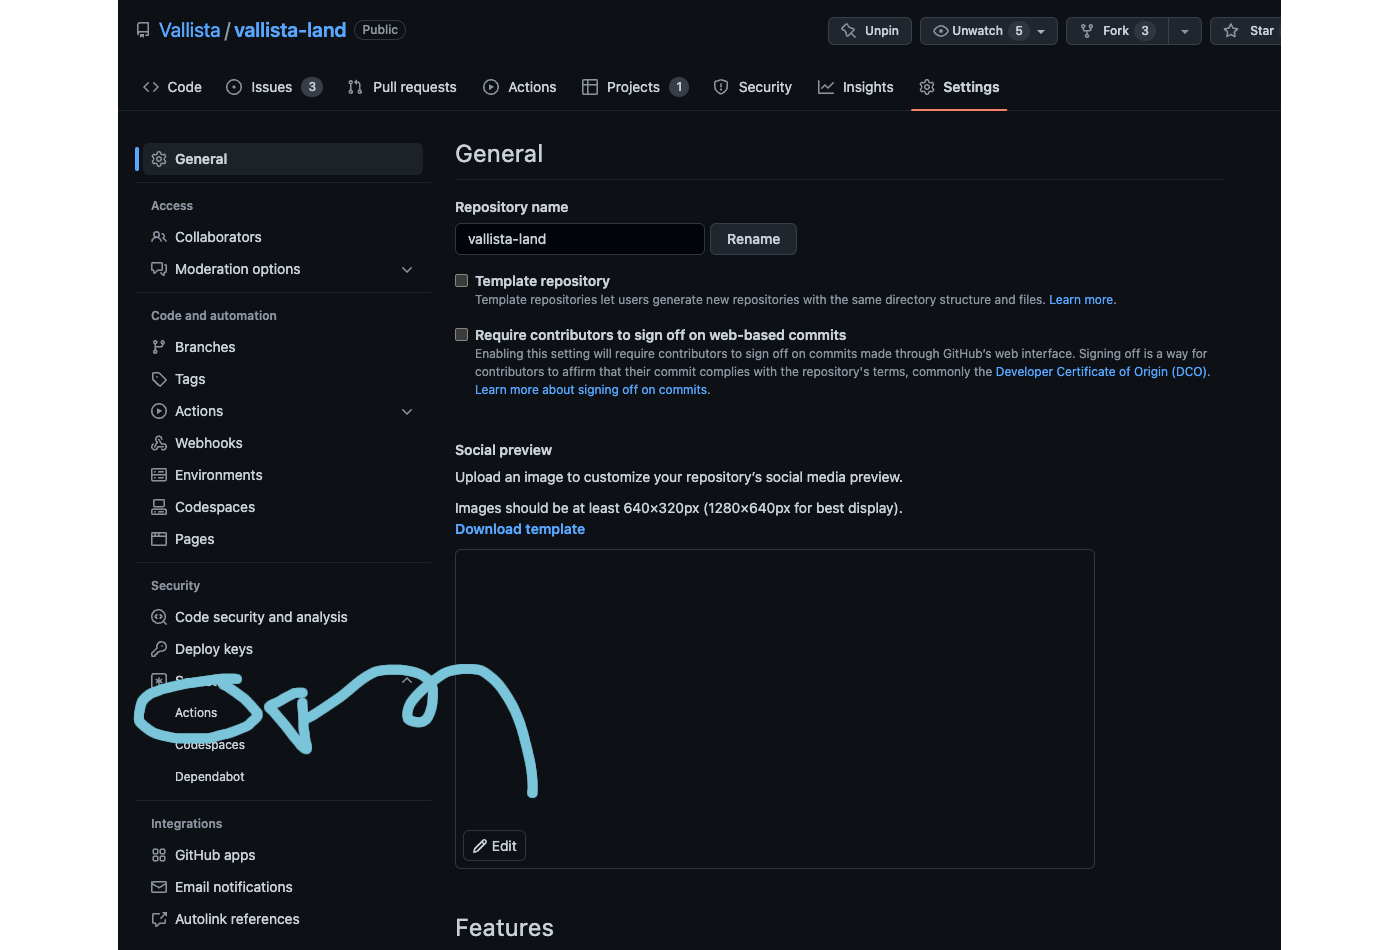 Vallista / vallista-land Public
Unpin
Unwatch 5
Fork 3
Star
Code
Issues 3
Pull requests
Actions
Projects 1
Security
Insights
Settings
General
Access
Collaborators
Moderation options
Code and automation
Branches
Tags
Actions
Webhooks
Environments
Codespaces
Pages
Security
Code security and analysis
Deploy keys
Actions
Codespaces
Dependabot
Integrations
GitHub apps
Email notifications
Autolink references
General
Repository name
vallista-land
Rename
Template repository
Template repositories let users generate new repositories with the same directory structure and files. Learn more.
Require contributors to sign off on web-based commits
Enabling this setting will require contributors to sign off on commits made through GitHub's web interface. Signing off is a way for
contributors to affirm that their commit complies with the repository's terms, commonly the Developer Certificate of Origin (DCO).
Learn more about signing off on commits.
Social preview
Upload an image to customize your repository's social media preview.
Images should be at least 640×320px (1280×640px for best display).
Download template
Edit
Features